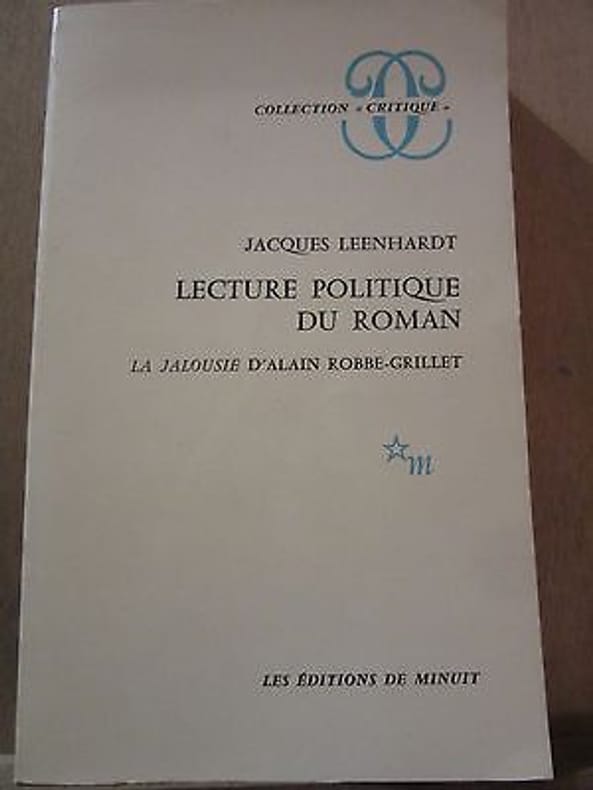 COLLECTION « CRITIQUE »
JACQUES LEENHARDT
LECTURE POLITIQUE
DU ROMAN
LA JALOUSIE D'ALAIN ROBBE-GRILLET
m
LES ÉDITIONS DE MINUIT